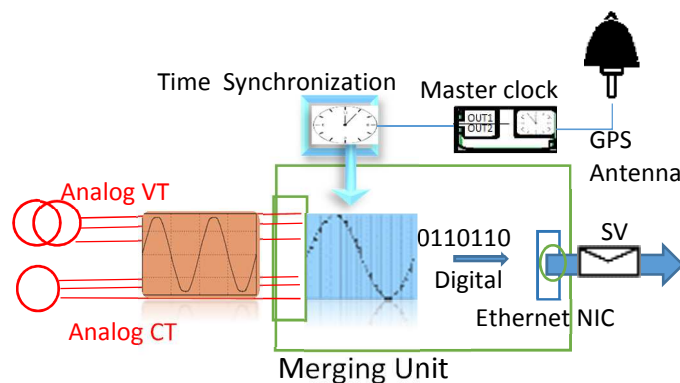 Time Synchronization
Master clock
OUT1
OUT2
GPS
Antenna
Analog VT
0110110
Digital
SV
Ethernet NIC
Analog CT
Merging Unit